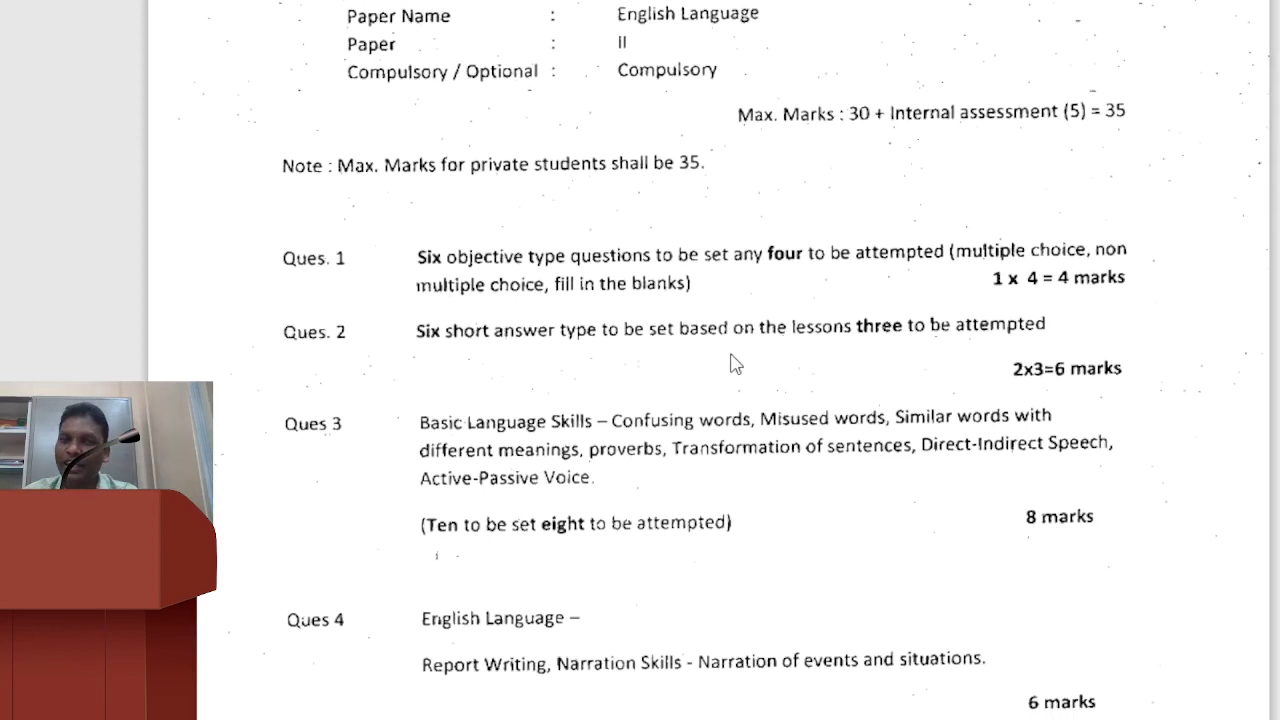 Paper Name : English Language
Paper : II
Compulsory / Optional : Compulsory
Max. Marks : 30 + Internal assessment (5) = 35
Note : Max. Marks for private students shall be 35.
Ques. 1 Six objective type questions to be set any four to be attempted (multiple choice, non
multiple choice, fill in the blanks) 1 x 4 = 4 marks
Ques. 2 Six short answer type to be set based on the lessons three to be attempted
2x3=6 marks
Ques 3 Basic Language Skills – Confusing words, Misused words, Similar words with
different meanings, proverbs, Transformation of sentences, Direct-Indirect Speech,
Active-Passive Voice.
(Ten to be set eight to be attempted) 8 marks
Ques 4 English Language –
Report Writing, Narration Skills - Narration of events and situations.
6 marks